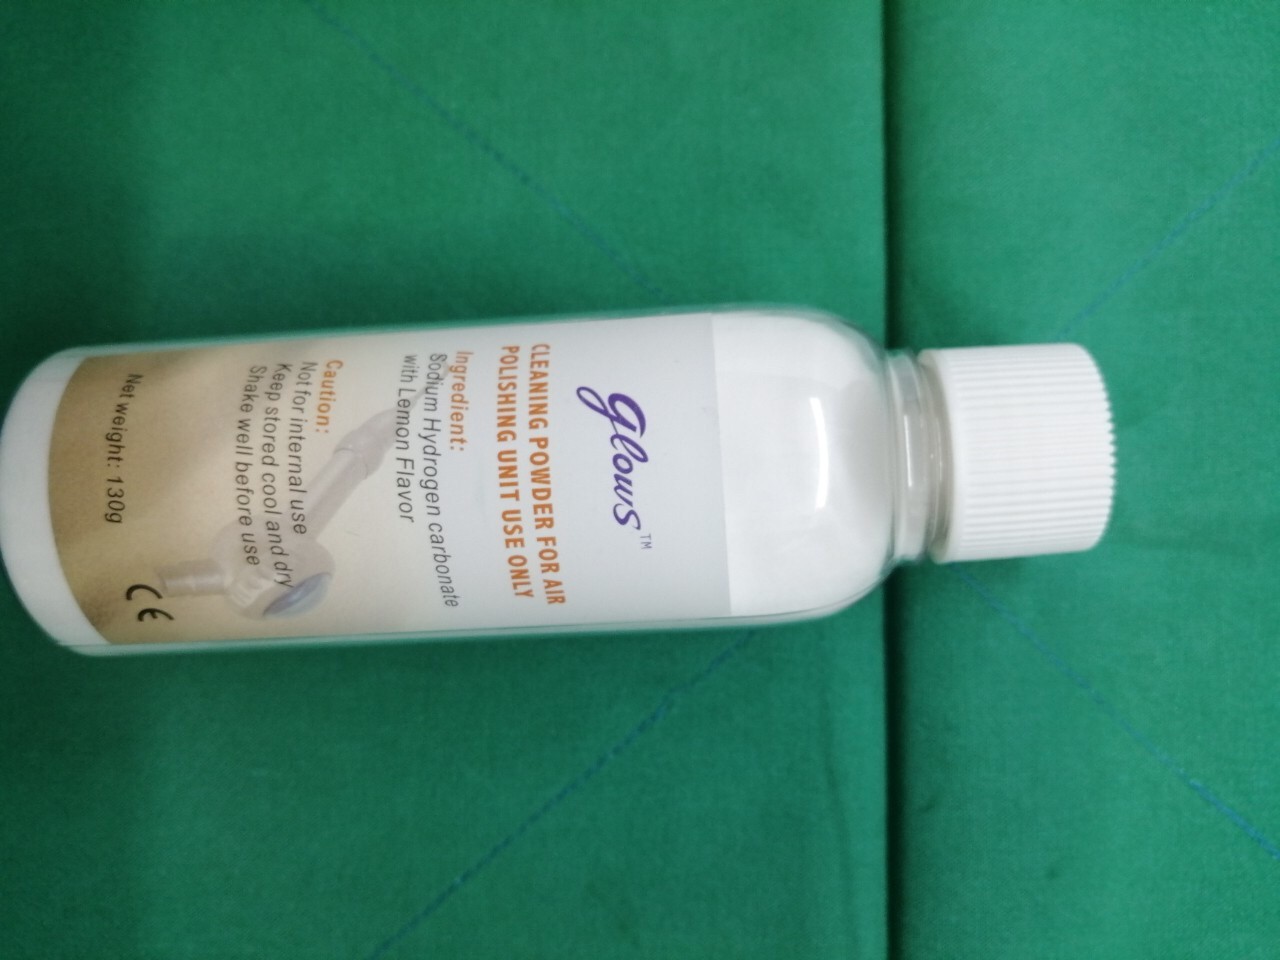 glows™
CLEANING POWDER FOR AIR
POLISHING UNIT USE ONLY
Ingredient:
Sodium Hydrogen carbonate
with Lemon Flavor
Caution:
Not for internal use
Keep stored cool and dry
Shake well before use
Net weight: 130g
CE